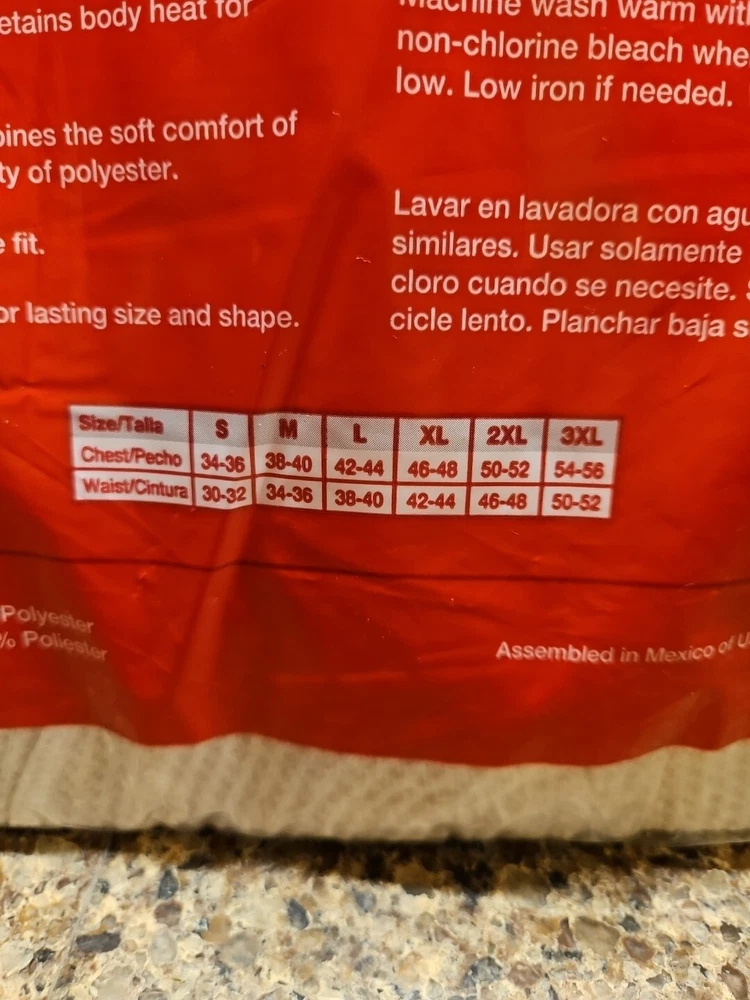 etains body heat for
bines the soft comfort of
ty of polyester.
e fit.
or lasting size and shape.
Machine wash warm with
non-chlorine bleach whe
low. Low iron if needed.
Lavar en lavadora con agu
similares. Usar solamente
cloro cuando se necesite. S
cicle lento. Planchar baja s
Size/Talla S M L XL 2XL 3XL
Chest/Pecho 34-36 38-40 42-44 46-48 50-52 54-56
Waist/Cintura 30-32 34-36 38-40 42-44 46-48 50-52
Polyester
% Poliester
Assembled in Mexico of U